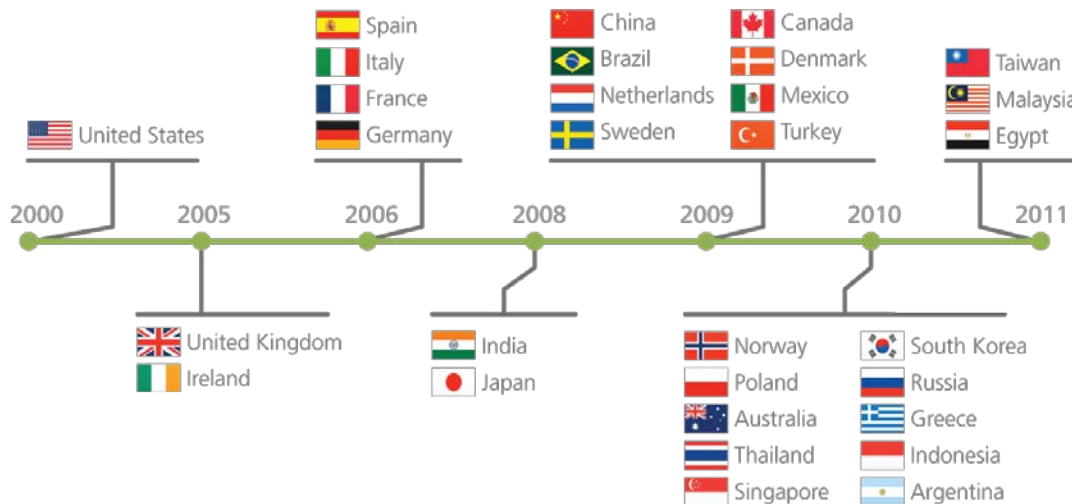 Spain
Italy
France
Germany
China
Brazil
Netherlands
Sweden
Canada
Denmark
Mexico
Turkey
Taiwan
Malaysia
Egypt
United States
2000
2005
2006
2008
2009
2010
2011
United Kingdom
Ireland
India
Japan
Norway
Poland
Australia
Thailand
Singapore
South Korea
Russia
Greece
Indonesia
Argentina